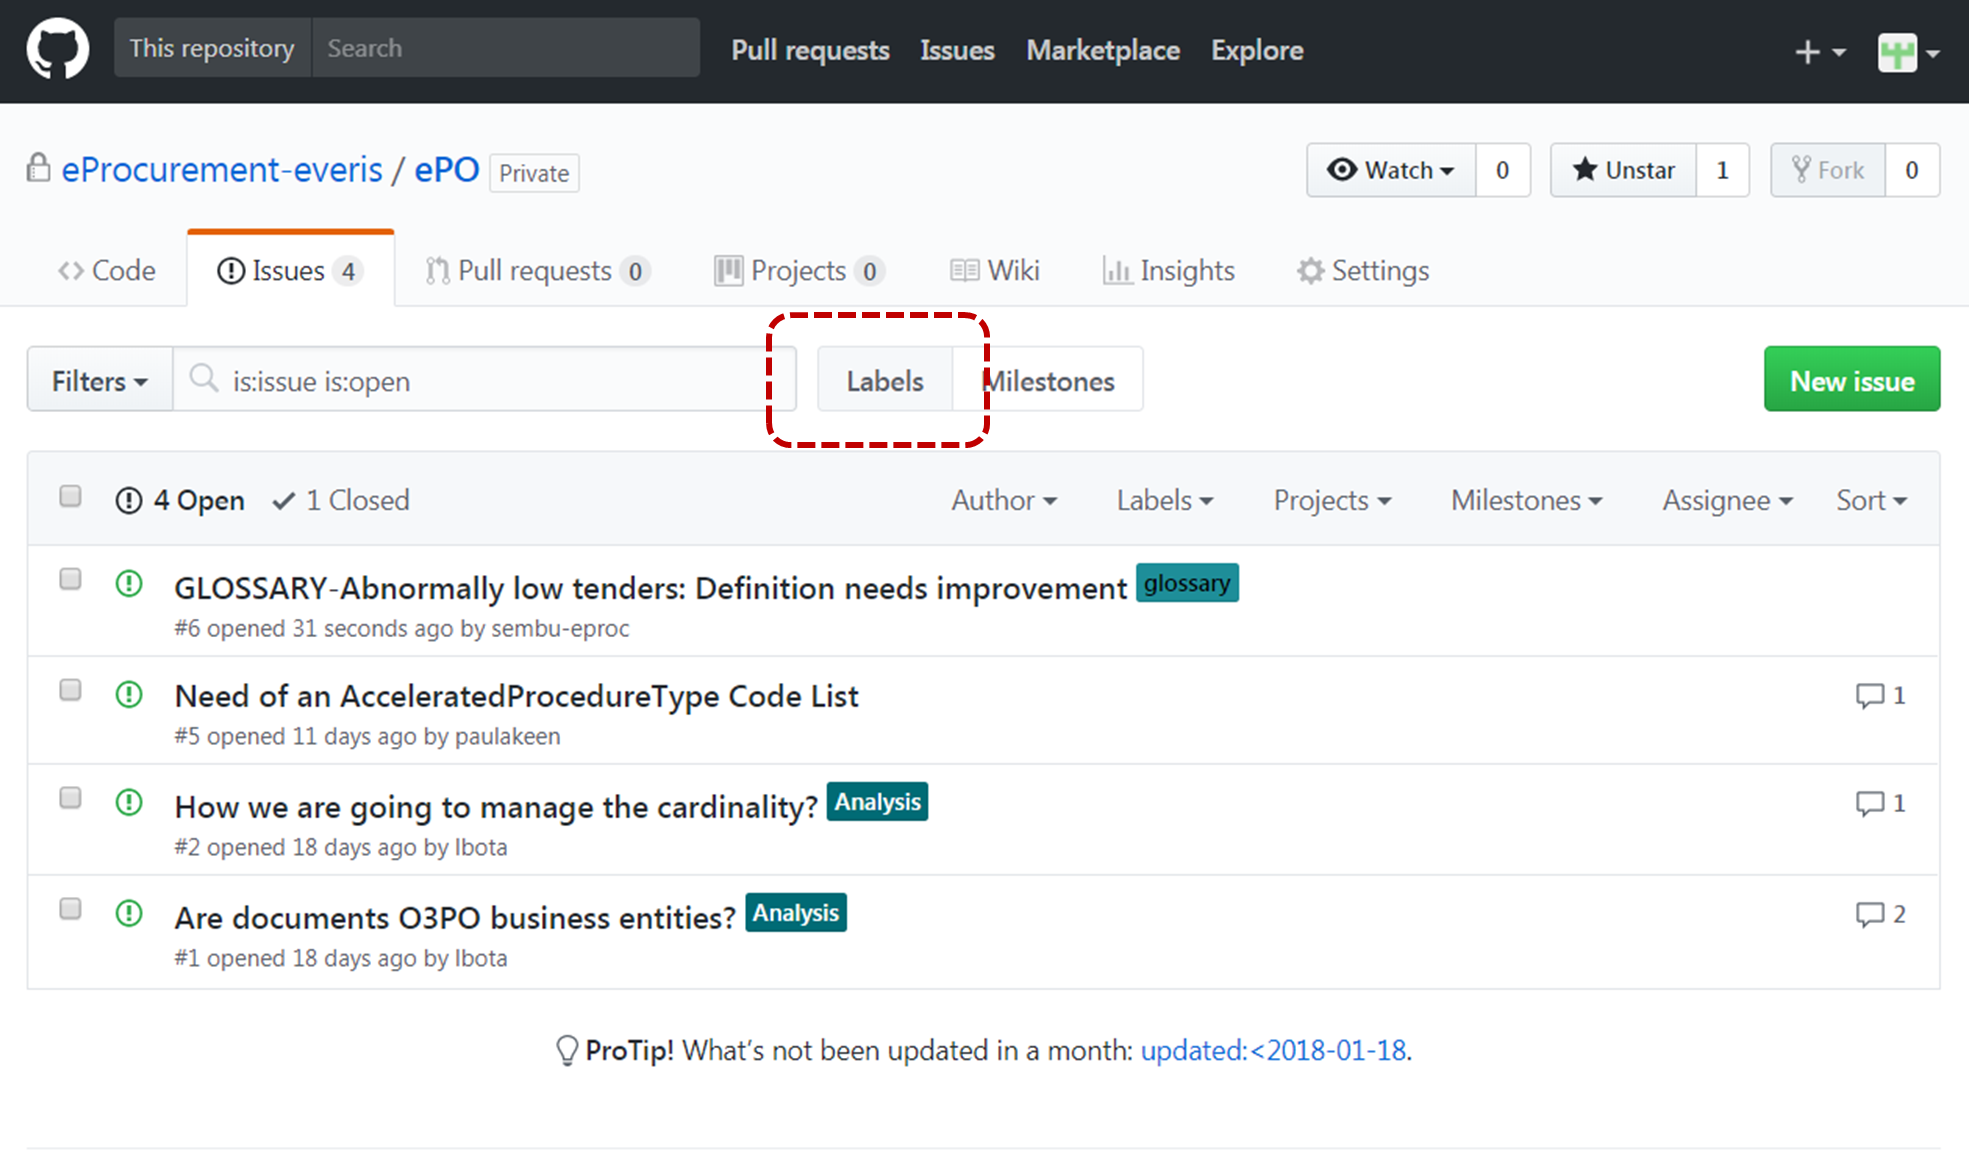 This repository Search Pull requests Issues Marketplace Explore
eProcurement-everis / ePO Private Watch 0 Unstar 1 Fork 0
Code Issues 4 Pull requests 0 Projects 0 Wiki Insights Settings
Filters is:issue is:open Labels Milestones New issue
4 Open 1 Closed Author Labels Projects Milestones Assignee Sort
GLOSSARY-Abnormally low tenders: Definition needs improvement glossary
#6 opened 31 seconds ago by sembu-eproc
Need of an AcceleratedProcedureType Code List 1
#5 opened 11 days ago by paulakeen
How we are going to manage the cardinality? Analysis 1
#2 opened 18 days ago by lbota
Are documents O3PO business entities? Analysis 2
#1 opened 18 days ago by lbota
ProTip! What's not been updated in a month: updated:<2018-01-18.